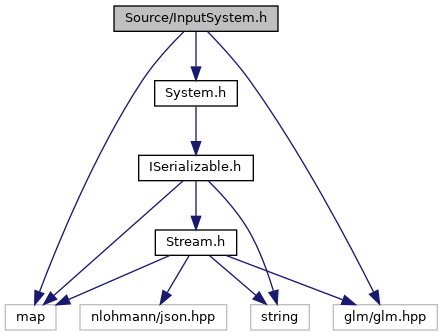 Source/InputSystem.h
System.h
ISerializable.h
Stream.h
map
nlohmann/json.hpp
string
glm/glm.hpp